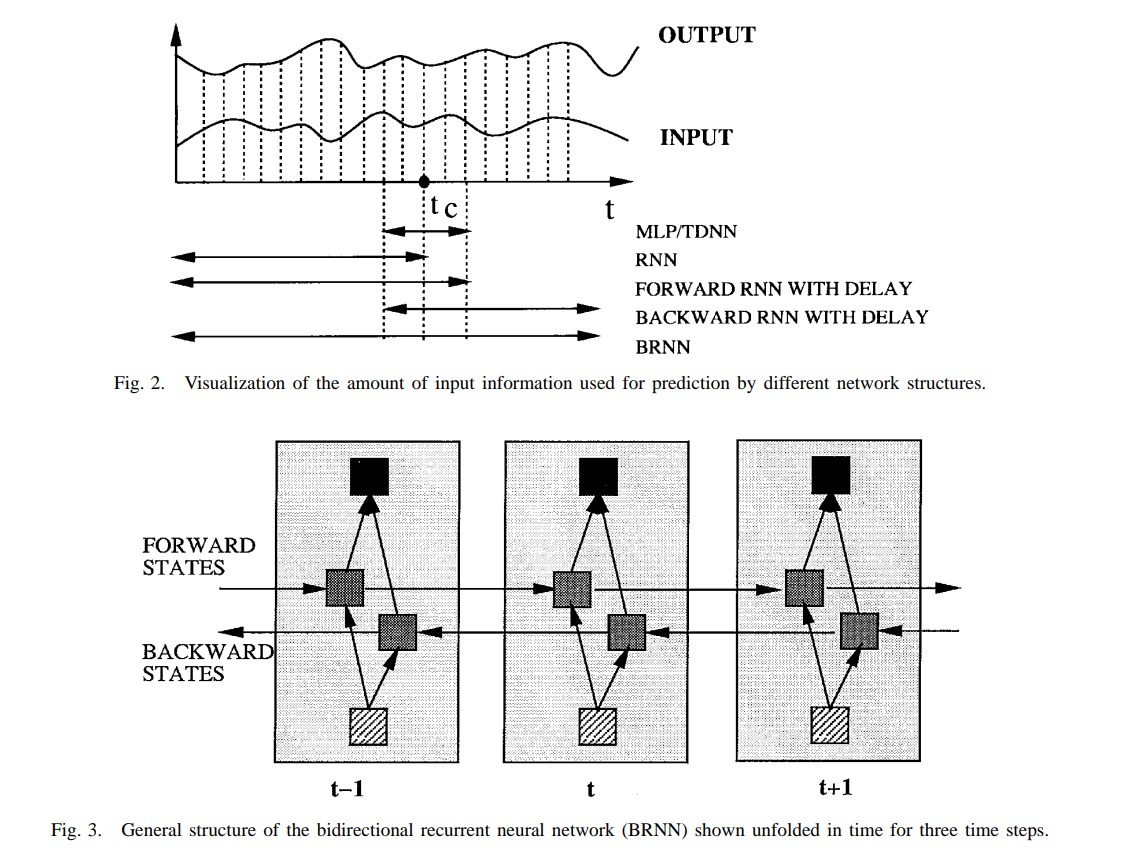 OUTPUT
INPUT
t c
t
MLP/TDNN
RNN
FORWARD RNN WITH DELAY
BACKWARD RNN WITH DELAY
BRNN
Fig. 2. Visualization of the amount of input information used for prediction by different network structures.
FORWARD
STATES
BACKWARD
STATES
t–1
t
t+1
Fig. 3. General structure of the bidirectional recurrent neural network (BRNN) shown unfolded in time for three time steps.